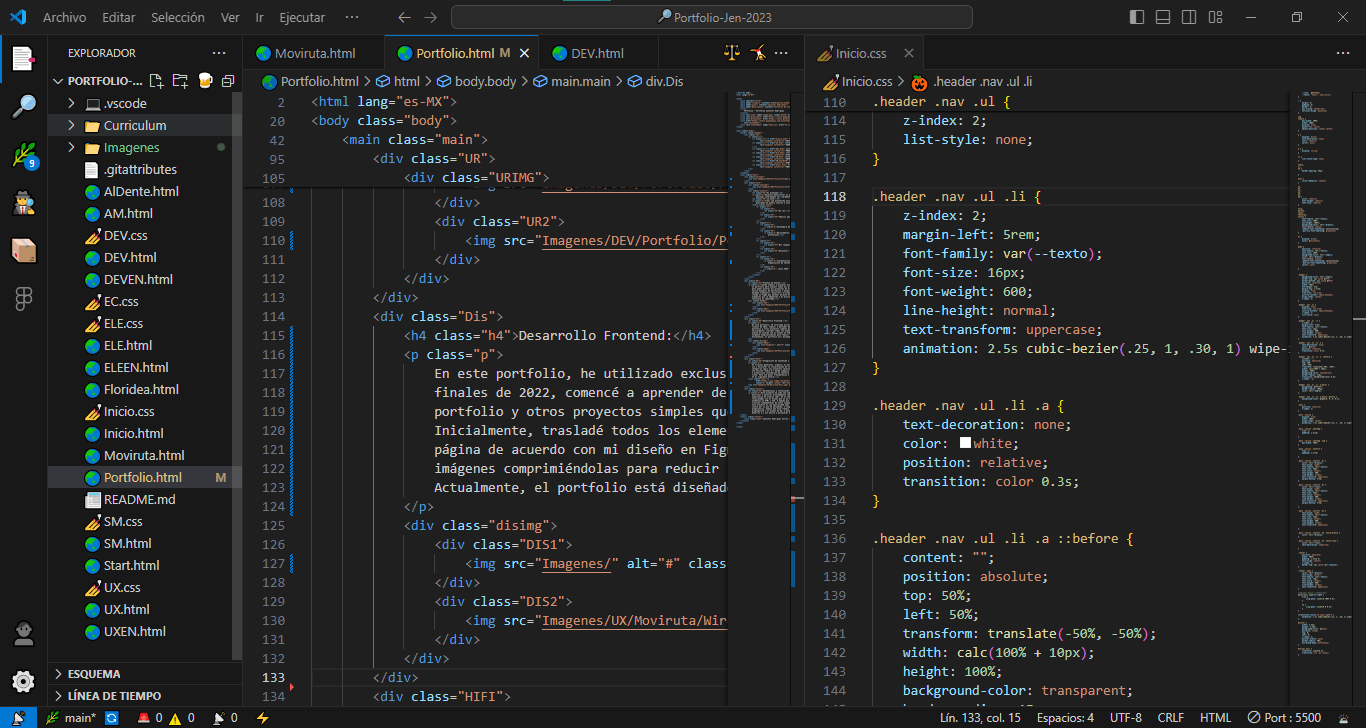 Archivo Editar Selección Ver Ir Ejecutar ··· Portfolio-Jen-2023
EXPLORADOR
PORTFOLIO-...
.vscode
Curriculum
Imagenes
.gitattributes
AlDente.html
AM.html
DEV.css
DEV.html
DEVEN.html
EC.css
ELE.css
ELE.html
ELEEN.html
Floridea.html
Inicio.css
Inicio.html
Moviruta.html
Portfolio.html M
README.md
SM.css
SM.html
Start.html
UX.css
UX.html
UXEN.html
ESQUEMA
LÍNEA DE TIEMPO
9
Moviruta.html Portfolio.html M DEV.html
Portfolio.html > html > body.body > main.main > div.Dis
2 <html lang="es-MX">
20 <body class="body">
42 <main class="main">
95 <div class="UR">
105 <div class="URIMG">
108 </div>
109 <div class="UR2">
110 <img src="Imagenes/DEV/Portfolio/P
111 </div>
112 </div>
113 </div>
114 <div class="Dis">
115 <h4 class="h4">Desarrollo Frontend:</h4>
116 <p class="p">
117 En este portfolio, he utilizado exclus
118 finales de 2022, comencé a aprender de
119 portfolio y otros proyectos simples qu
120 Inicialmente, trasladé todos los eleme
121 página de acuerdo con mi diseño en Fig
122 imágenes comprimiéndolas para reducir
123 Actualmente, el portfolio está diseñad
124 </p>
125 <div class="disimg">
126 <div class="DIS1">
127 <img src="Imagenes/" alt="#" class
128 </div>
129 <div class="DIS2">
130 <img src="Imagenes/UX/Moviruta/Wir
131 </div>
132 </div>
133 </div>
134 <div class="HIFI">
Inicio.css
Inicio.css > .header .nav .ul .li
110 .header .nav .ul {
114 z-index: 2;
115 list-style: none;
116 }
117
118 .header .nav .ul .li {
119 z-index: 2;
120 margin-left: 5rem;
121 font-family: var(--texto);
122 font-size: 16px;
123 font-weight: 600;
124 line-height: normal;
125 text-transform: uppercase;
126 animation: 2.5s cubic-bezier(.25, 1, .30, 1) wipe-
127 }
128
129 .header .nav .ul .li .a {
130 text-decoration: none;
131 color: white;
132 position: relative;
133 transition: color 0.3s;
134 }
135
136 .header .nav .ul .li .a ::before {
137 content: "";
138 position: absolute;
139 top: 50%;
140 left: 50%;
141 transform: translate(-50%, -50%);
142 width: calc(100% + 10px);
143 height: 100%;
144 background-color: transparent;
main* 0 0 0 Lín. 133, col. 15 Espacios: 4 UTF-8 CRLF HTML Port : 5500